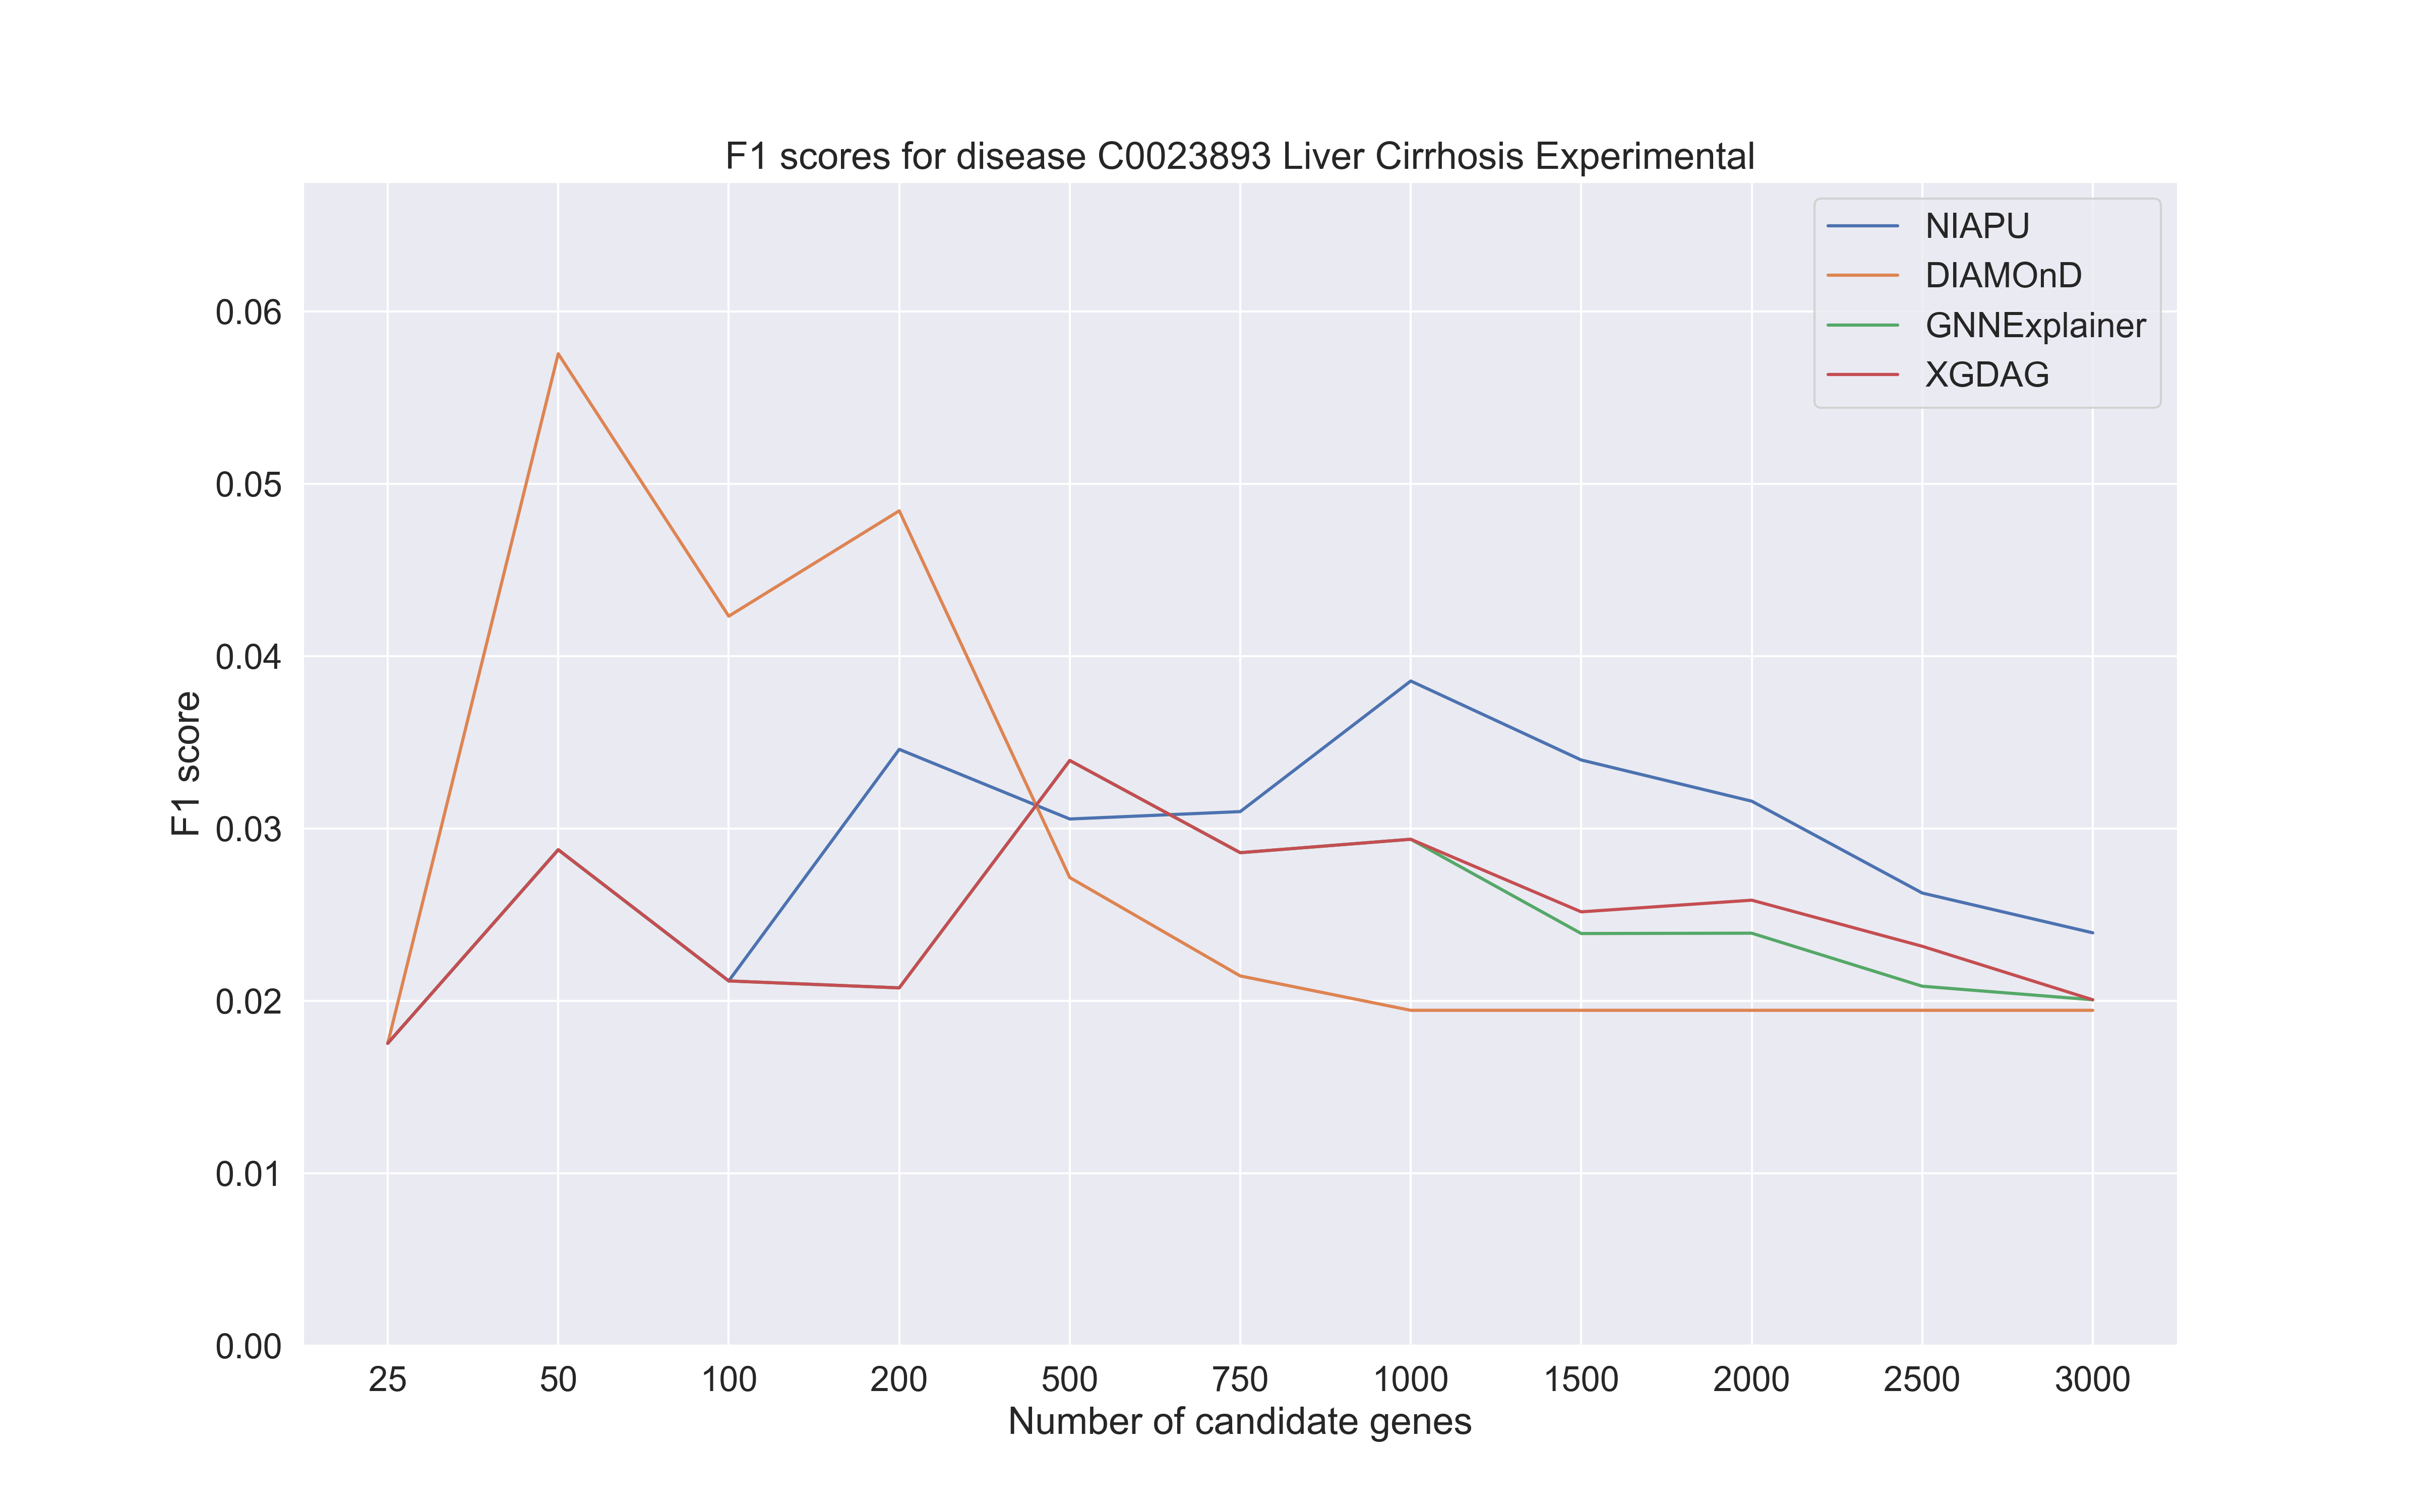 F1 scores for disease C0023893 Liver Cirrhosis Experimental
NIAPU
DIAMOnD
GNNExplainer
XGDAG
F1 score
0.06
0.05
0.04
0.03
0.02
0.01
0.00
25 50 100 200 500 750 1000 1500 2000 2500 3000
Number of candidate genes